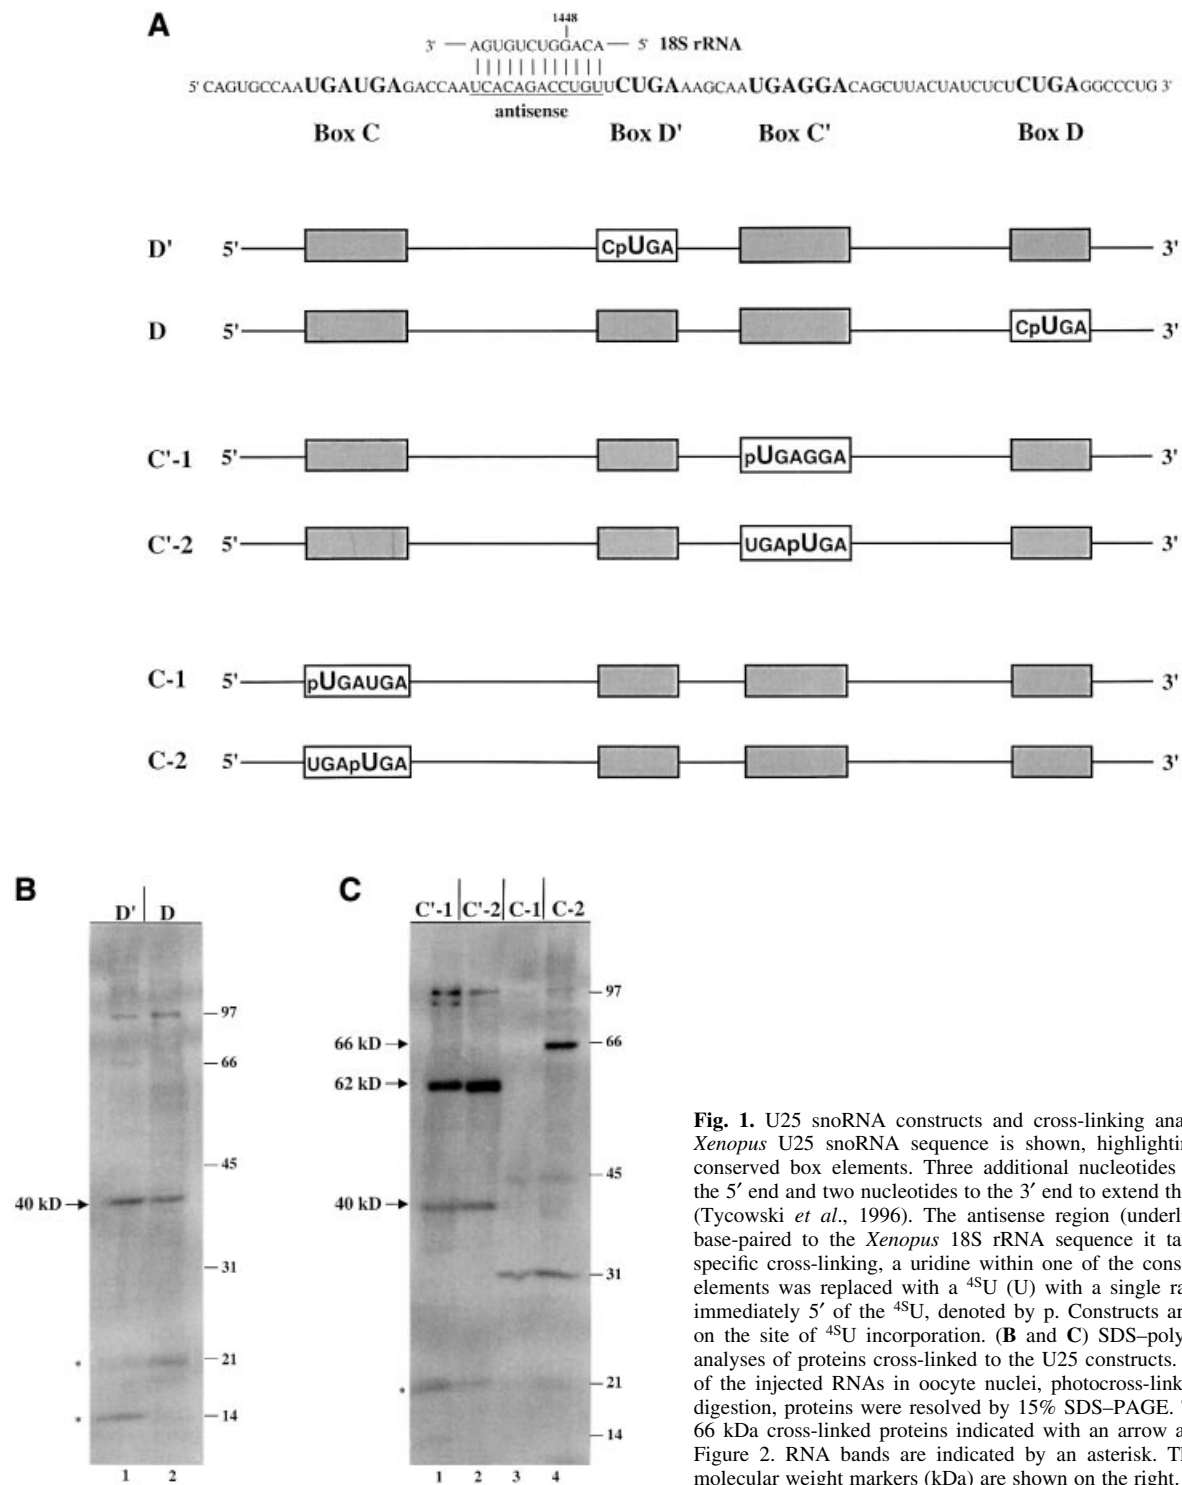 A
1448
3' AGUGUCUGGACA 5' 18S rRNA
5' CAGUGCCAAUGAUGAGACCAAUCACAGACCUGUUCUGAAAGCAAUGAGGACAGCUUACUAUCUCUCUGAGGCCCUG 3'
antisense
Box C Box D' Box C' Box D
D' 5' CpUGA 3'
D 5' CpUGA 3'
C'-1 5' pUGAGGA 3'
C'-2 5' UGApUGA 3'
C-1 5' pUGAUGA 3'
C-2 5' UGApUGA 3'
B
D' D
97
66
45
40 kD
31
21
*
14
*
1 2
C
C'-1 C'-2 C-1 C-2
97
66 kD 66
62 kD
45
40 kD
31
21
*
14
1 2 3 4
Fig. 1. U25 snoRNA constructs and cross-linking ana
Xenopus U25 snoRNA sequence is shown, highlightin
conserved box elements. Three additional nucleotides
the 5′ end and two nucleotides to the 3′ end to extend th
(Tycowski et al., 1996). The antisense region (underli
base-paired to the Xenopus 18S rRNA sequence it ta
specific cross-linking, a uridine within one of the cons
elements was replaced with a ⁴ˢU (U) with a single ra
immediately 5′ of the ⁴ˢU, denoted by p. Constructs ar
on the site of ⁴ˢU incorporation. (B and C) SDS–poly
analyses of proteins cross-linked to the U25 constructs.
of the injected RNAs in oocyte nuclei, photocross-link
digestion, proteins were resolved by 15% SDS–PAGE.
66 kDa cross-linked proteins indicated with an arrow a
Figure 2. RNA bands are indicated by an asterisk. Th
molecular weight markers (kDa) are shown on the right.